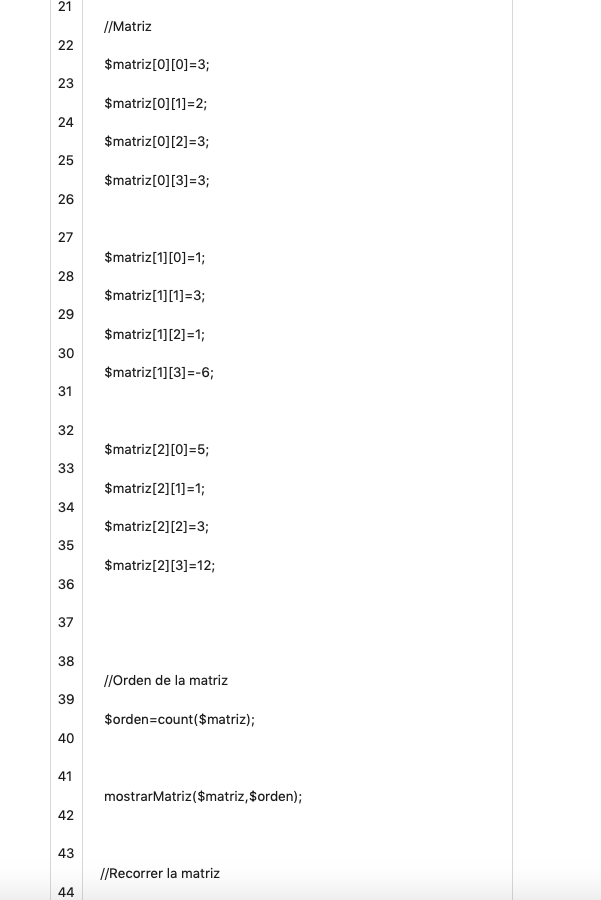 21
//Matriz
22
$matriz[0][0]=3;
23
$matriz[0][1]=2;
24
$matriz[0][2]=3;
25
$matriz[0][3]=3;
26
27
$matriz[1][0]=1;
28
$matriz[1][1]=3;
29
$matriz[1][2]=1;
30
$matriz[1][3]=-6;
31
32
$matriz[2][0]=5;
33
$matriz[2][1]=1;
34
$matriz[2][2]=3;
35
$matriz[2][3]=12;
36
37
38
//Orden de la matriz
39
$orden=count($matriz);
40
41
mostrarMatriz($matriz,$orden);
42
43
//Recorrer la matriz
44